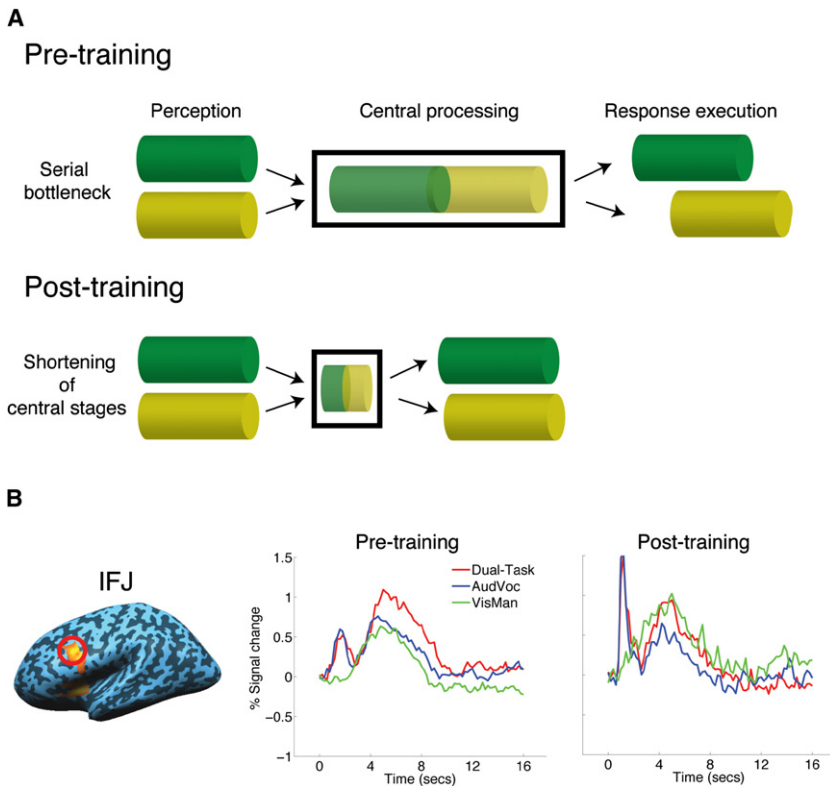 A
Pre-training
Perception
Central processing
Response execution
Serial
bottleneck
Post-training
Shortening
of
central stages
B
IFJ
Pre-training
% Signal change
1.5
1
0.5
0
−0.5
−1
Dual-Task
AudVoc
VisMan
0 4 8 12 16
Time (secs)
Post-training
0 4 8 12 16
Time (secs)